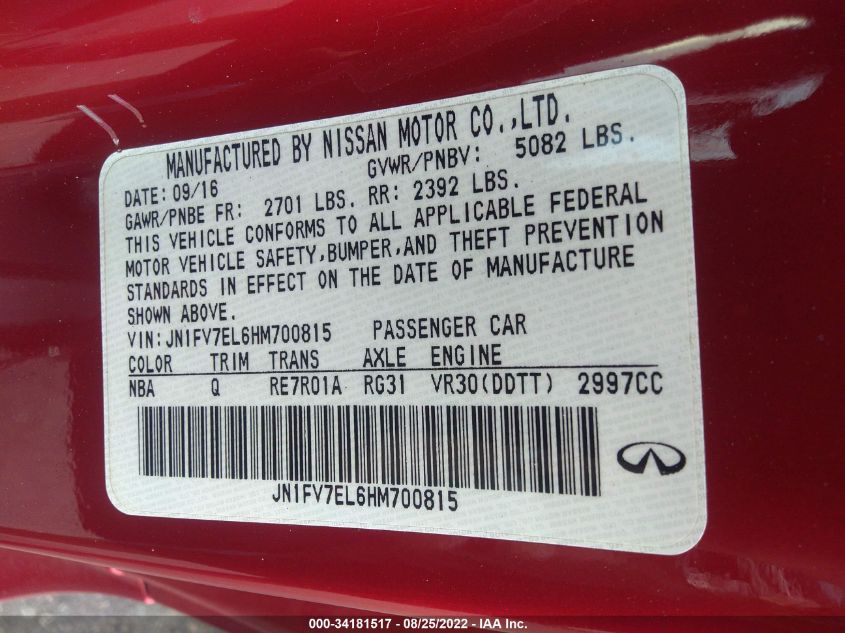 MANUFACTURED BY NISSAN MOTOR CO.,LTD.
DATE: 09/16 GVWR/PNBV: 5082 LBS.
GAWR/PNBE FR: 2701 LBS. RR: 2392 LBS.
THIS VEHICLE CONFORMS TO ALL APPLICABLE FEDERAL
MOTOR VEHICLE SAFETY,BUMPER,AND THEFT PREVENTION
STANDARDS IN EFFECT ON THE DATE OF MANUFACTURE
SHOWN ABOVE.
VIN:JN1FV7EL6HM700815 PASSENGER CAR
COLOR TRIM TRANS AXLE ENGINE
NBA Q RE7R01A RG31 VR30(DDTT) 2997CC
JN1FV7EL6HM700815
000-34181517 - 08/25/2022 - IAA Inc.